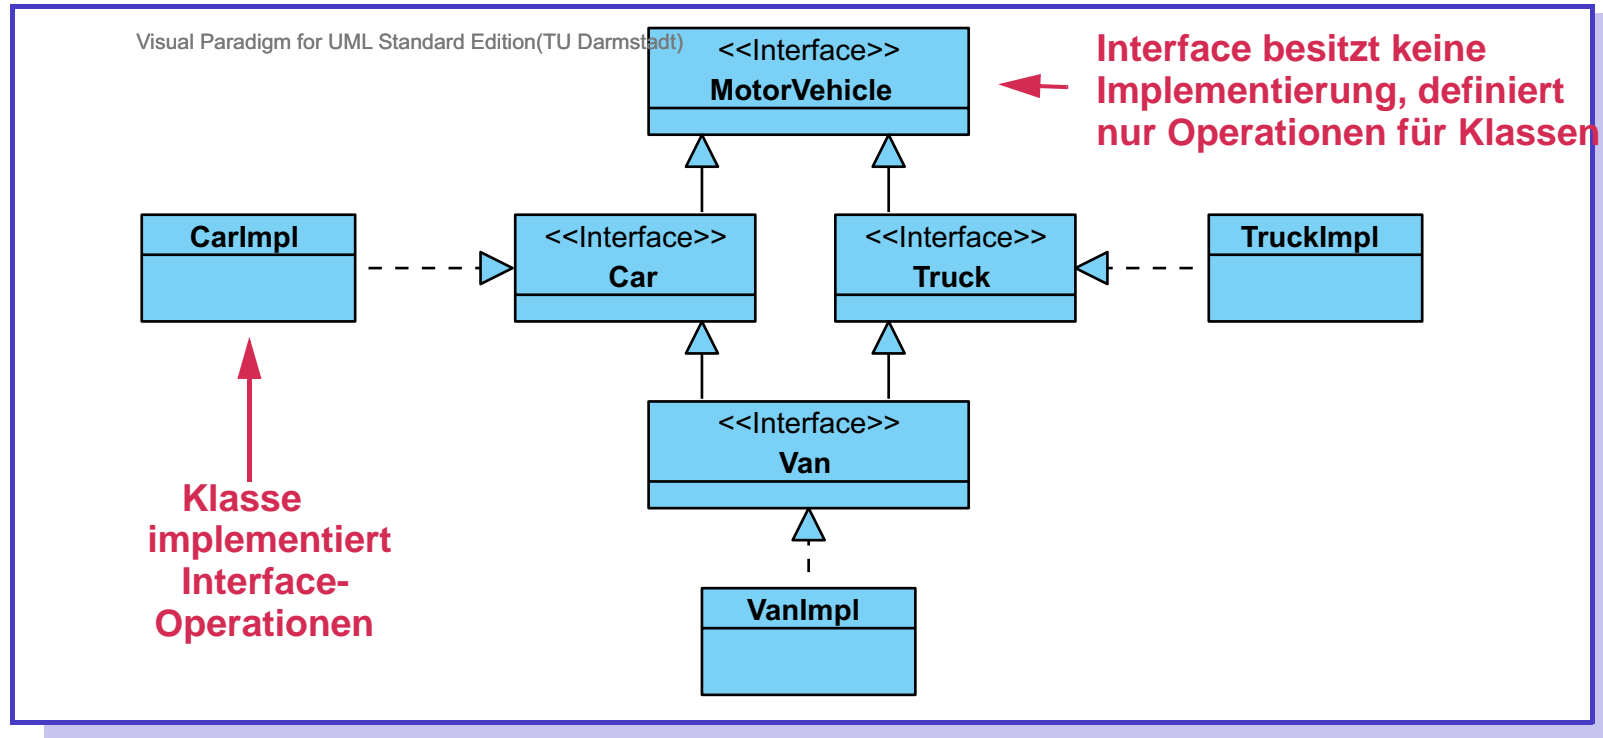 Visual Paradigm for UML Standard Edition(TU Darmstadt)
<<Interface>>
MotorVehicle
Interface besitzt keine
Implementierung, definiert
nur Operationen für Klassen
CarImpl
<<Interface>>
Car
<<Interface>>
Truck
TruckImpl
<<Interface>>
Van
Klasse
implementiert
Interface-
Operationen
VanImpl